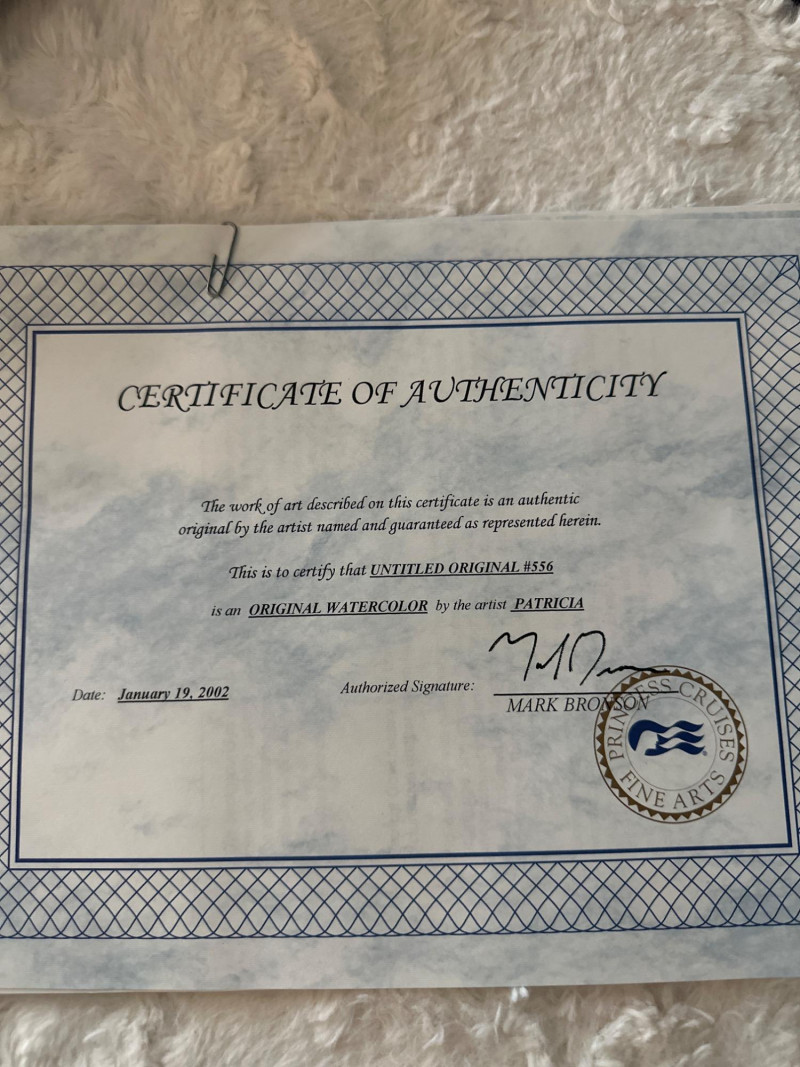 CERTIFICATE OF AUTHENTICITY
The work of art described on this certificate is an authentic
original by the artist named and guaranteed as represented herein.
This is to certify that UNTITLED ORIGINAL #556
is an ORIGINAL WATERCOLOR by the artist PATRICIA
Date: January 19, 2002
Authorized Signature:
MARK BRONSON
PRINCESS CRUISES
FINE ARTS